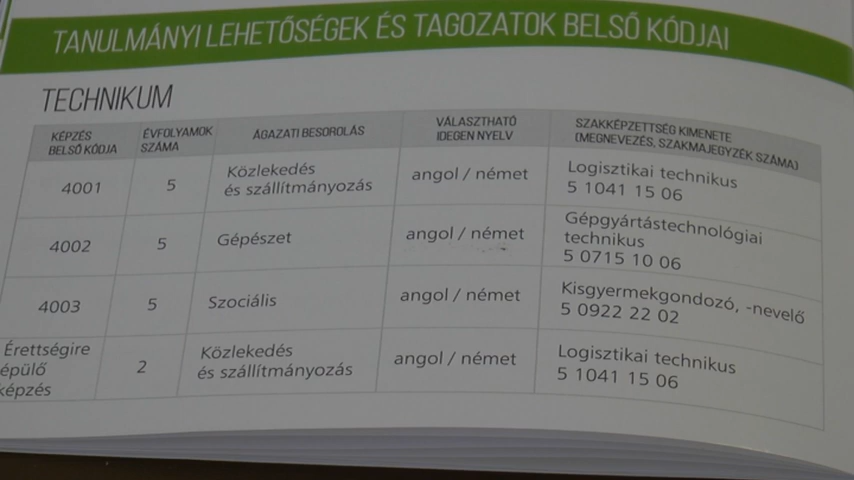 TANULMÁNYI LEHETŐSÉGEK ÉS TAGOZATOK BELSŐ KÓDJAI
TECHNIKUM
KÉPZÉS
BELSŐ KÓDJA
ÉVFOLYAMOK
SZÁMA
ÁGAZATI BESOROLÁS
VÁLASZTHATÓ
IDEGEN NYELV
SZAKKÉPZETTSÉG KIMENETE
(MEGNEVEZÉS, SZAKMAJEGYZÉK SZÁMA)
4001
5
Közlekedés
és szállítmányozás
angol / német
Logisztikai technikus
5 1041 15 06
4002
5
Gépészet
angol / német
Gépgyártástechnológiai
technikus
5 0715 10 06
4003
5
Szociális
angol / német
Kisgyermekgondozó, -nevelő
5 0922 22 02
Érettségire
épülő
képzés
2
Közlekedés
és szállítmányozás
angol / német
Logisztikai technikus
5 1041 15 06